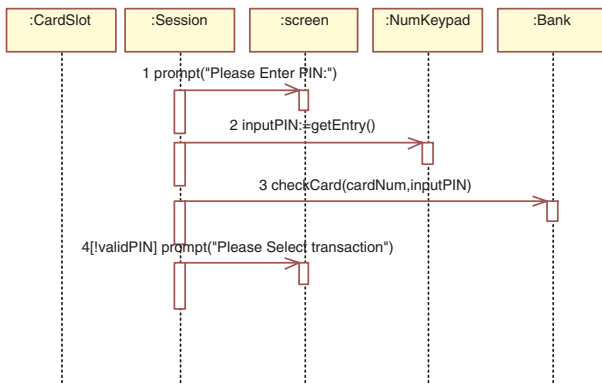 :CardSlot
:Session
:screen
:NumKeypad
:Bank
1 prompt("Please Enter PIN:")
2 inputPIN:=getEntry()
3 checkCard(cardNum,inputPIN)
4[!validPIN] prompt("Please Select transaction")